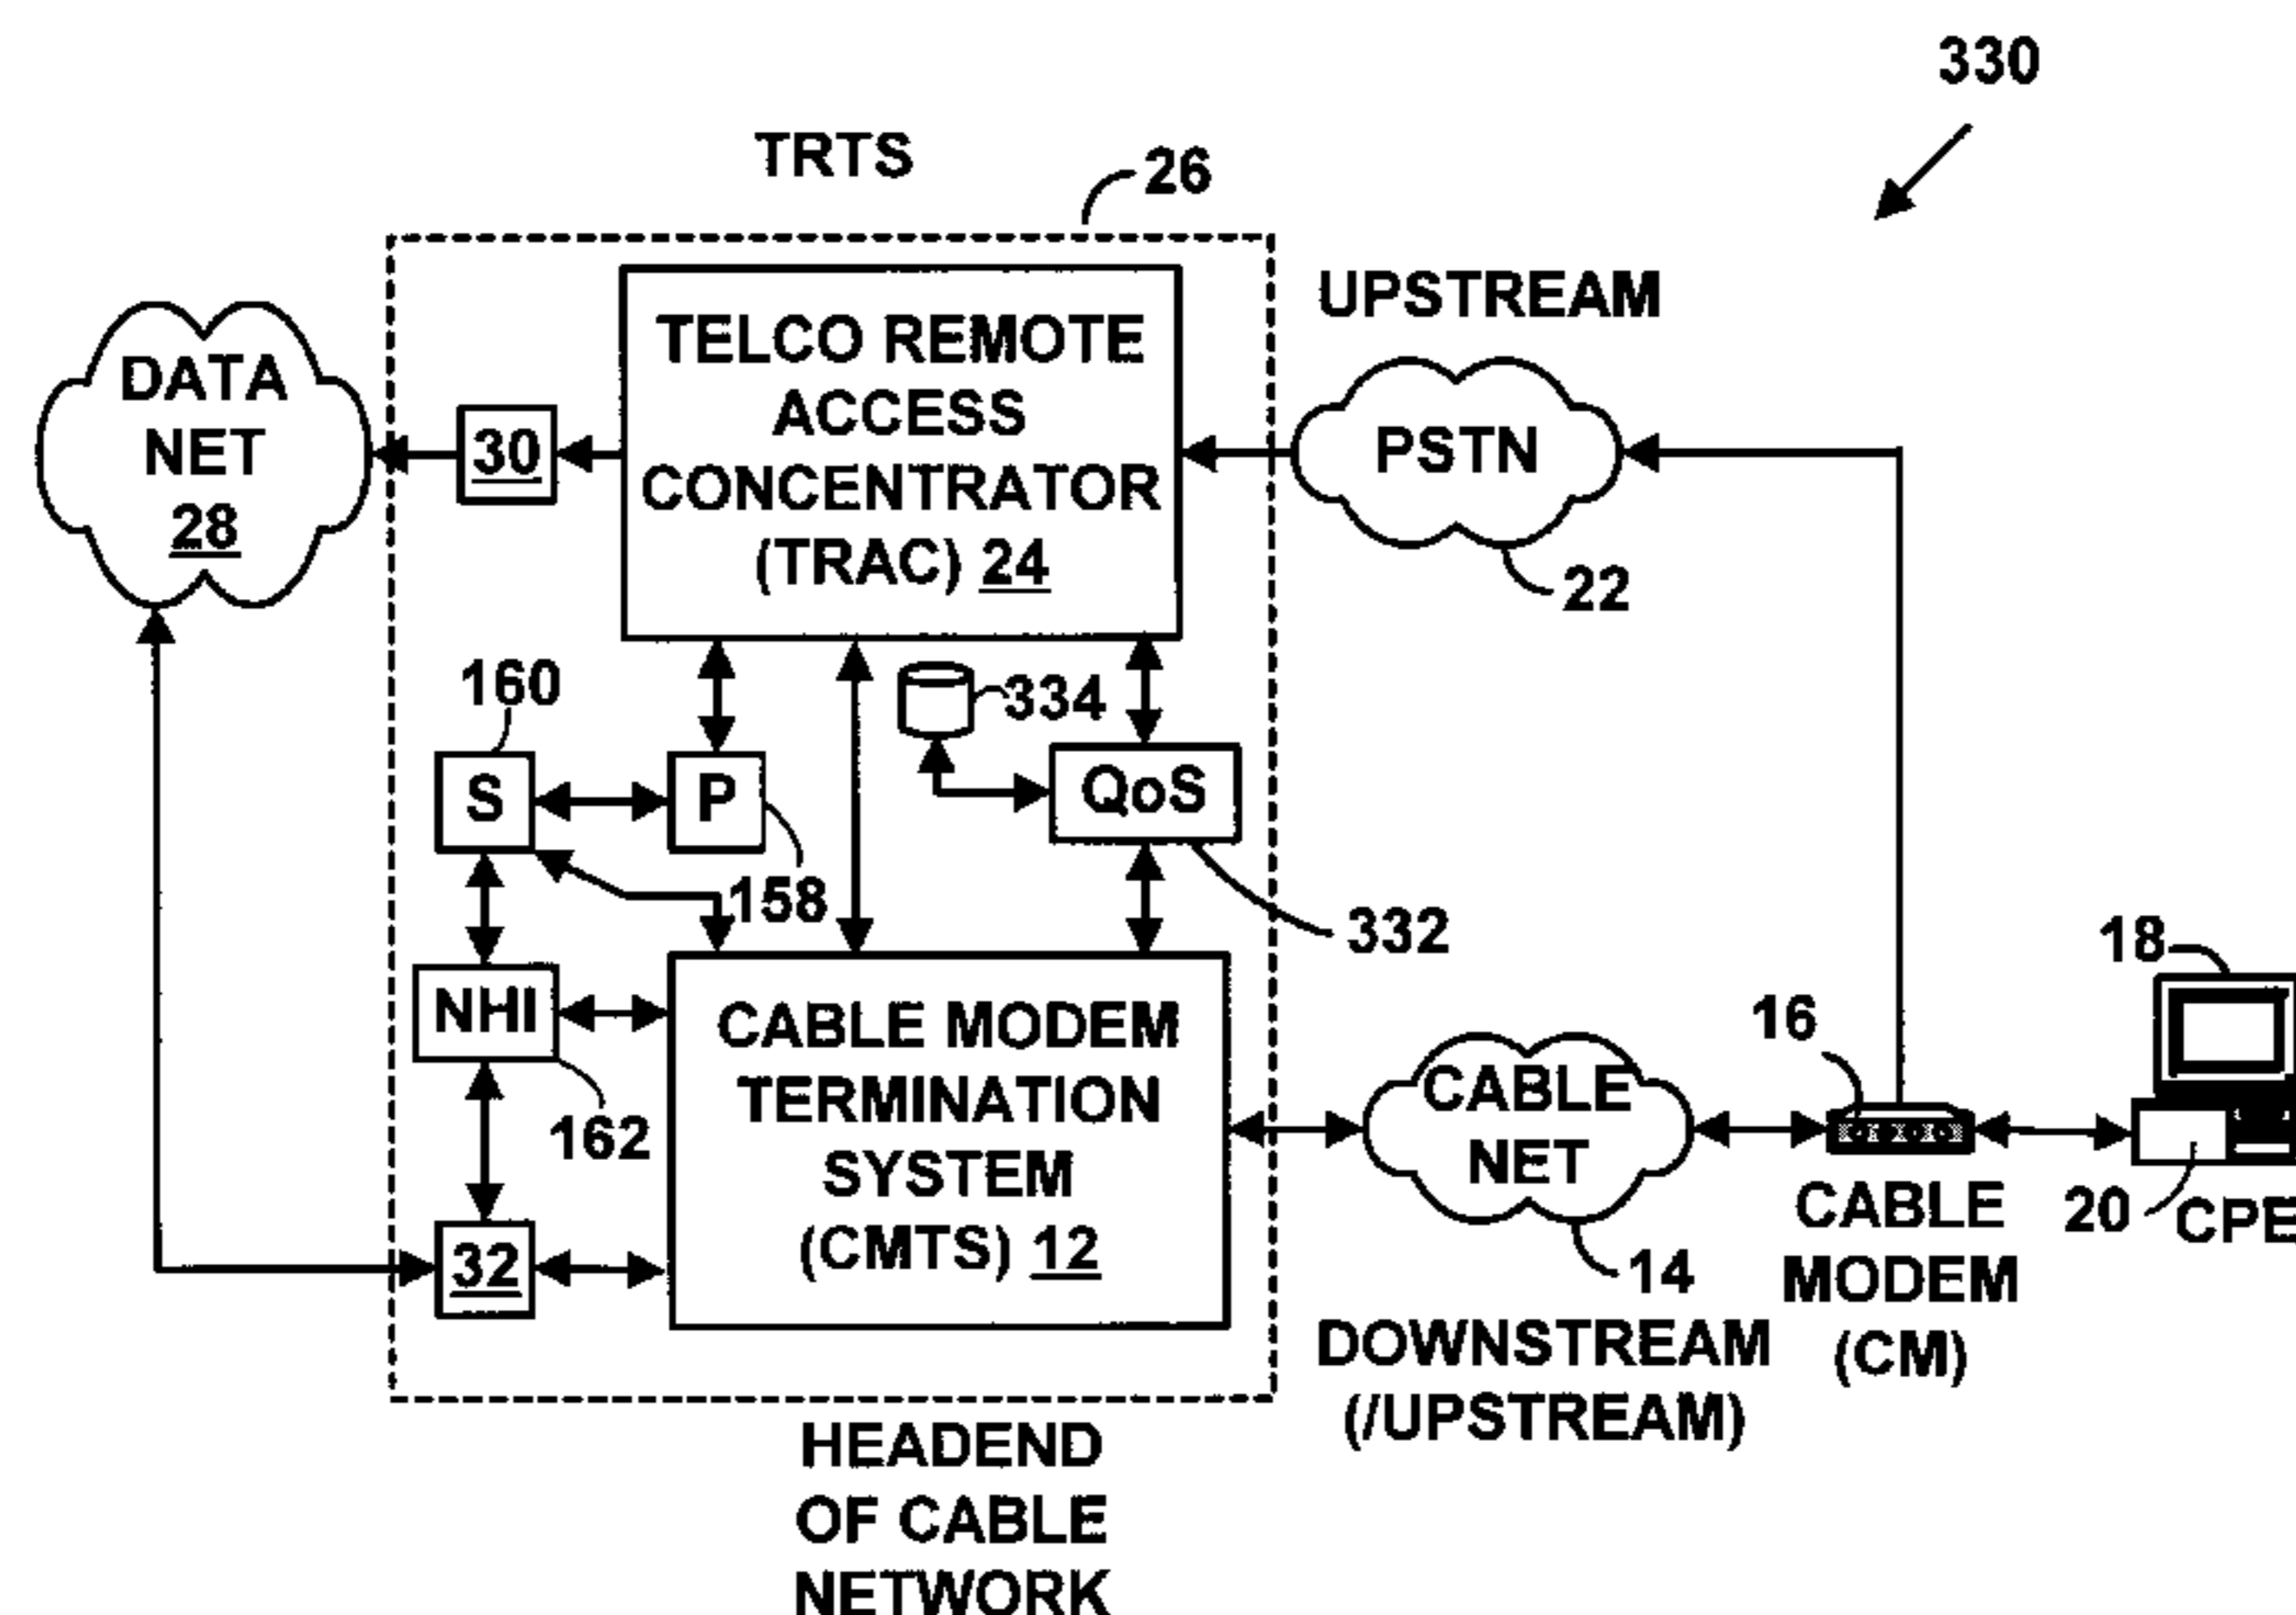 330
TRTS
26
UPSTREAM
DATA
NET
28
30
TELCO REMOTE
ACCESS
CONCENTRATOR
(TRAC) 24
PSTN
22
160
334
S
P
QoS
158
332
NHI
162
32
CABLE MODEM
TERMINATION
SYSTEM
(CMTS) 12
CABLE
NET
14
16
18
20
CPE
CABLE
MODEM
(CM)
DOWNSTREAM
(/UPSTREAM)
HEADEND
OF CABLE
NETWORK